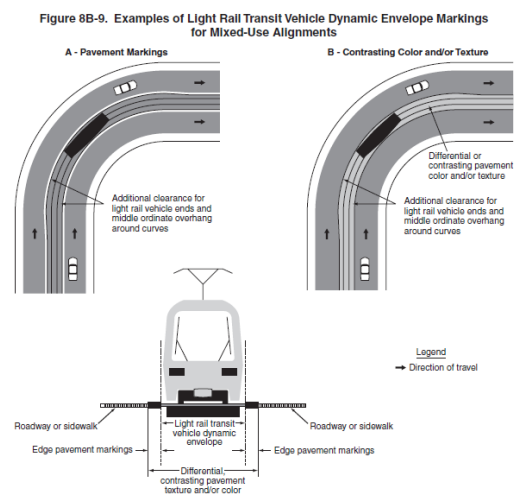 Figure 8B-9.  Examples of Light Rail Transit Vehicle Dynamic Envelope Markings
for Mixed-Use Alignments
A - Pavement Markings
B - Contrasting Color and/or Texture
Additional clearance for
light rail vehicle ends and
middle ordinate overhang
around curves
Differential or
contrasting pavement
color and/or texture
Additional clearance for
light rail vehicle ends and
middle ordinate overhang
around curves
Legend
Direction of travel
Roadway or sidewalk
Light rail transit
vehicle dynamic
envelope
Roadway or sidewalk
Edge pavement markings
Edge pavement markings
Differential,
contrasting pavement
texture and/or color